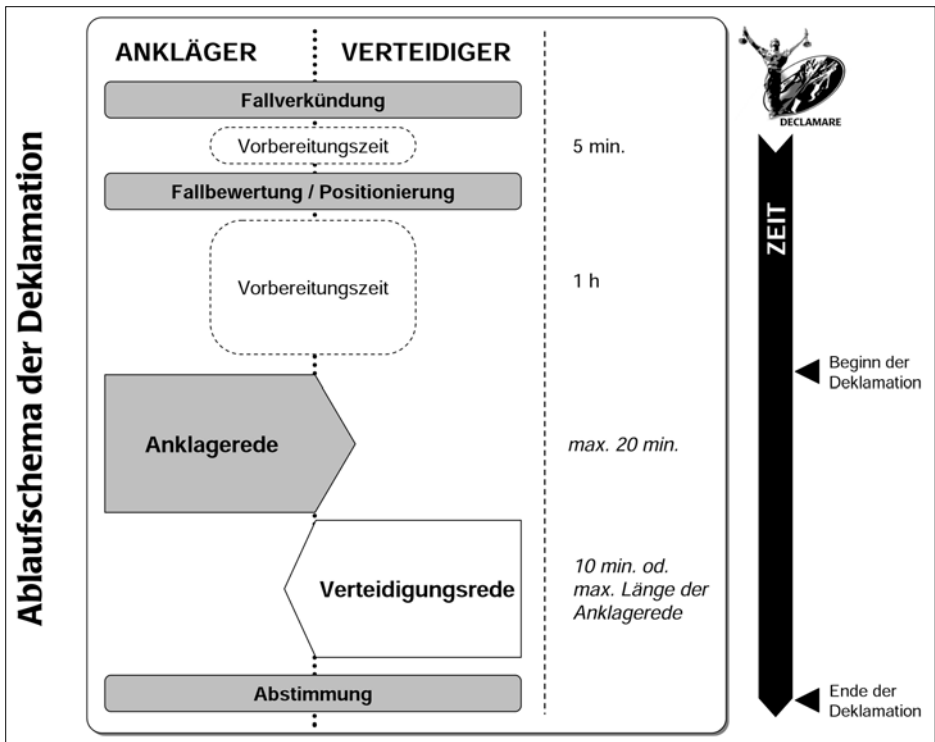 Ablaufschema der Deklamation
ANKLÄGER
VERTEIDIGER
Fallverkündung
Vorbereitungszeit
5 min.
Fallbewertung / Positionierung
Vorbereitungszeit
1 h
Anklagerede
max. 20 min.
Verteidigungsrede
10 min. od.
max. Länge der
Anklagerede
Abstimmung
DECLAMARE
ZEIT
Beginn der
Deklamation
Ende der
Deklamation